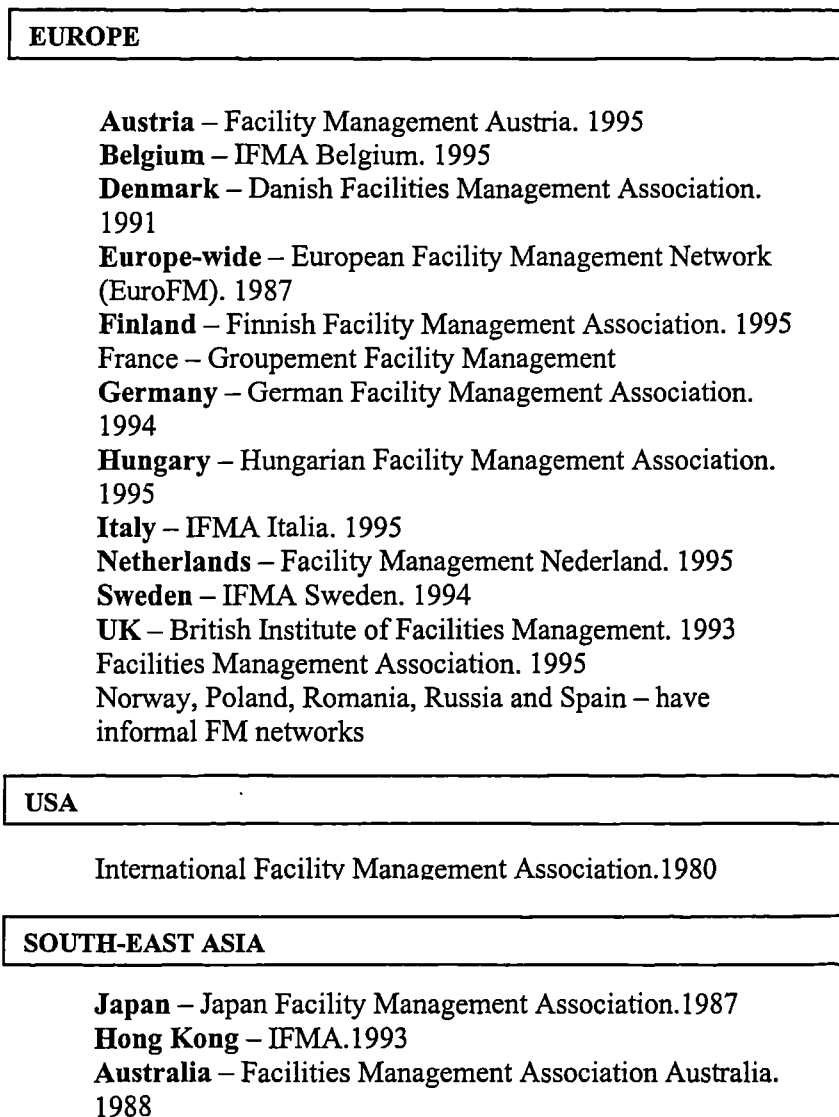 EUROPE
Austria – Facility Management Austria. 1995
Belgium – IFMA Belgium. 1995
Denmark – Danish Facilities Management Association.
1991
Europe-wide – European Facility Management Network
(EuroFM). 1987
Finland – Finnish Facility Management Association. 1995
France – Groupement Facility Management
Germany – German Facility Management Association.
1994
Hungary – Hungarian Facility Management Association.
1995
Italy – IFMA Italia. 1995
Netherlands – Facility Management Nederland. 1995
Sweden – IFMA Sweden. 1994
UK – British Institute of Facilities Management. 1993
Facilities Management Association. 1995
Norway, Poland, Romania, Russia and Spain – have
informal FM networks
USA
International Facility Management Association.1980
SOUTH-EAST ASIA
Japan – Japan Facility Management Association.1987
Hong Kong – IFMA.1993
Australia – Facilities Management Association Australia.
1988